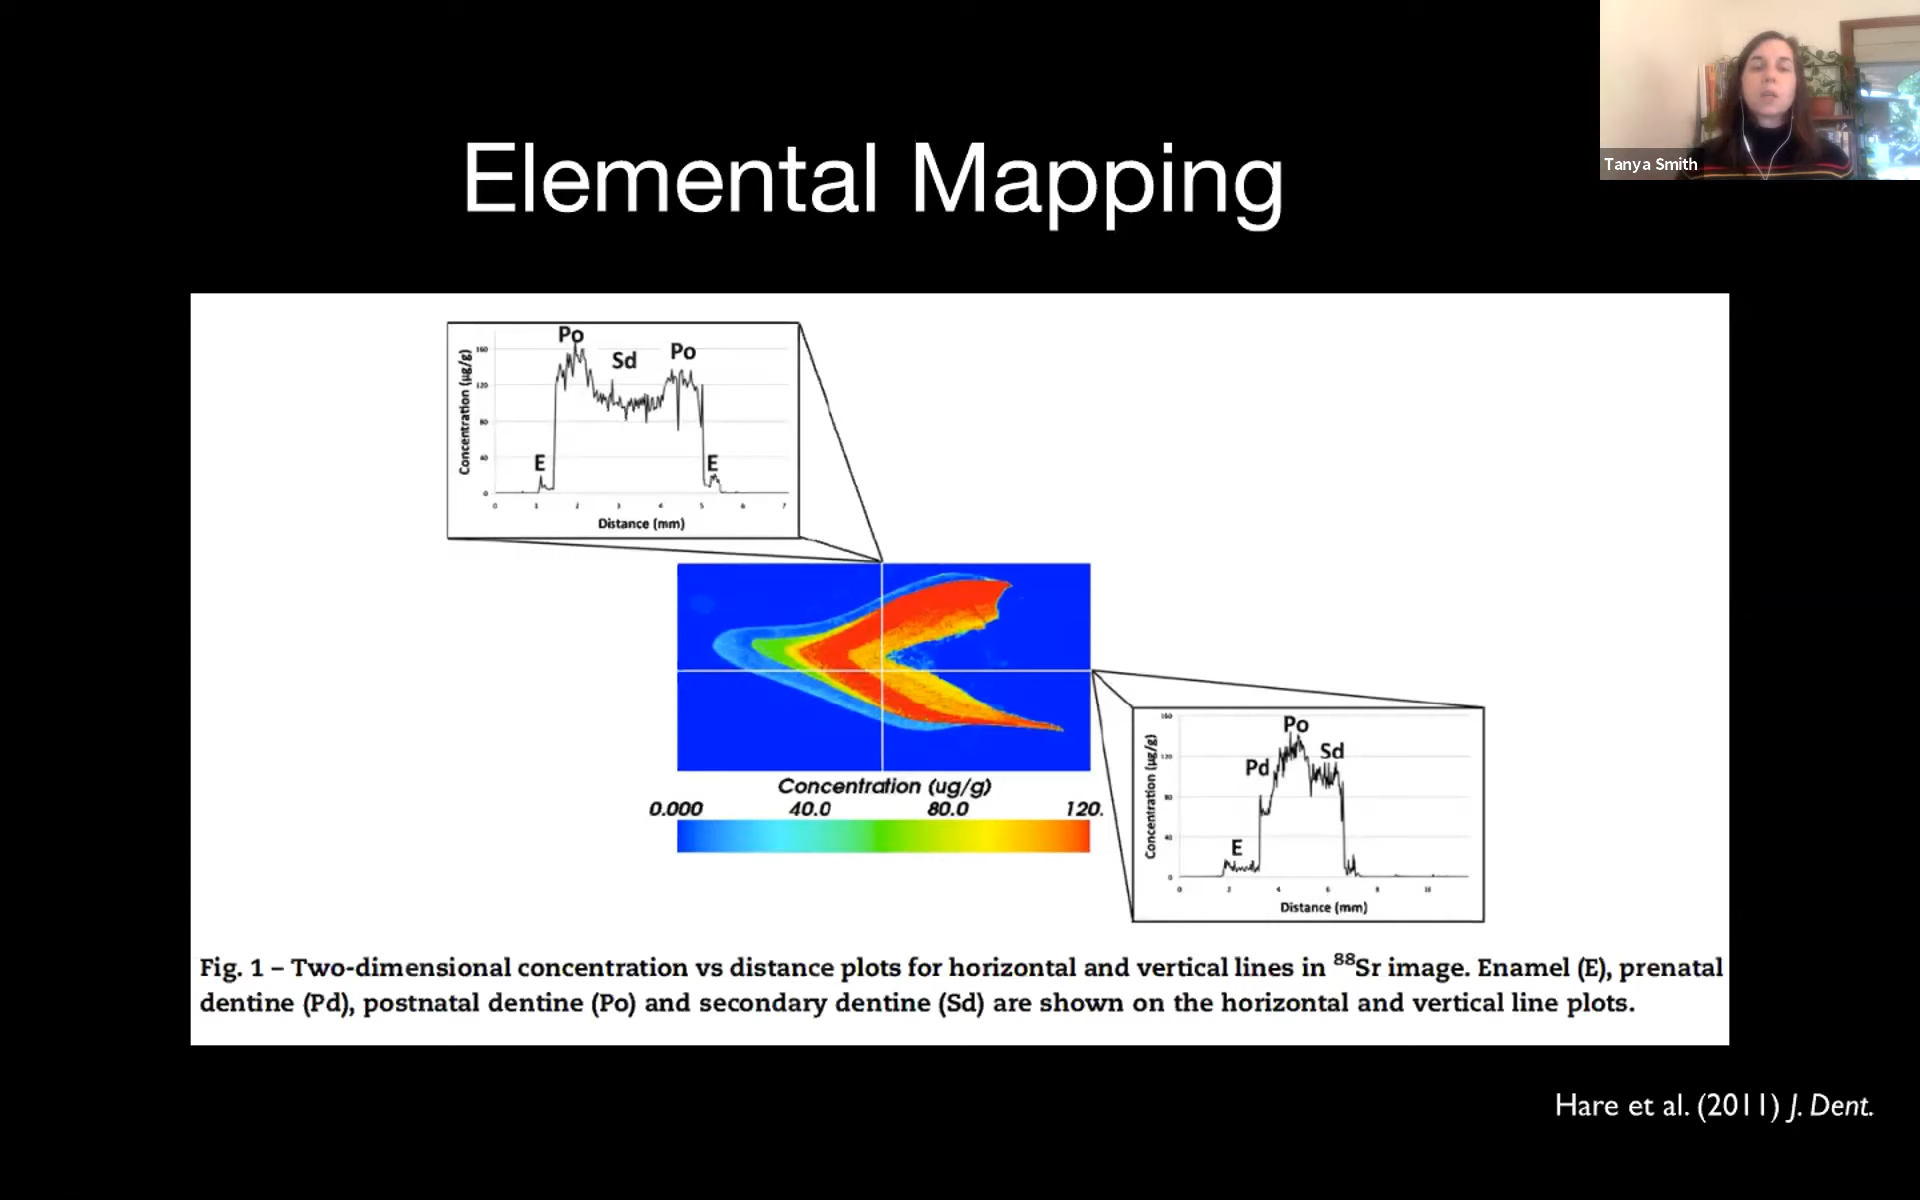 Tanya Smith
Elemental Mapping
Po
Sd
Po
E
E
Concentration (µg/g)
160
120
80
40
0
0 1 2 3 4 5 6 7
Distance (mm)
Concentration (ug/g)
0.000 40.0 80.0 120.
Po
Sd
Pd
E
Concentration (µg/g)
160
120
80
40
0
0 2 4 6 8 10
Distance (mm)
Fig. 1 – Two-dimensional concentration vs distance plots for horizontal and vertical lines in ⁸⁸Sr image. Enamel (E), prenatal
dentine (Pd), postnatal dentine (Po) and secondary dentine (Sd) are shown on the horizontal and vertical line plots.
Hare et al. (2011) J. Dent.